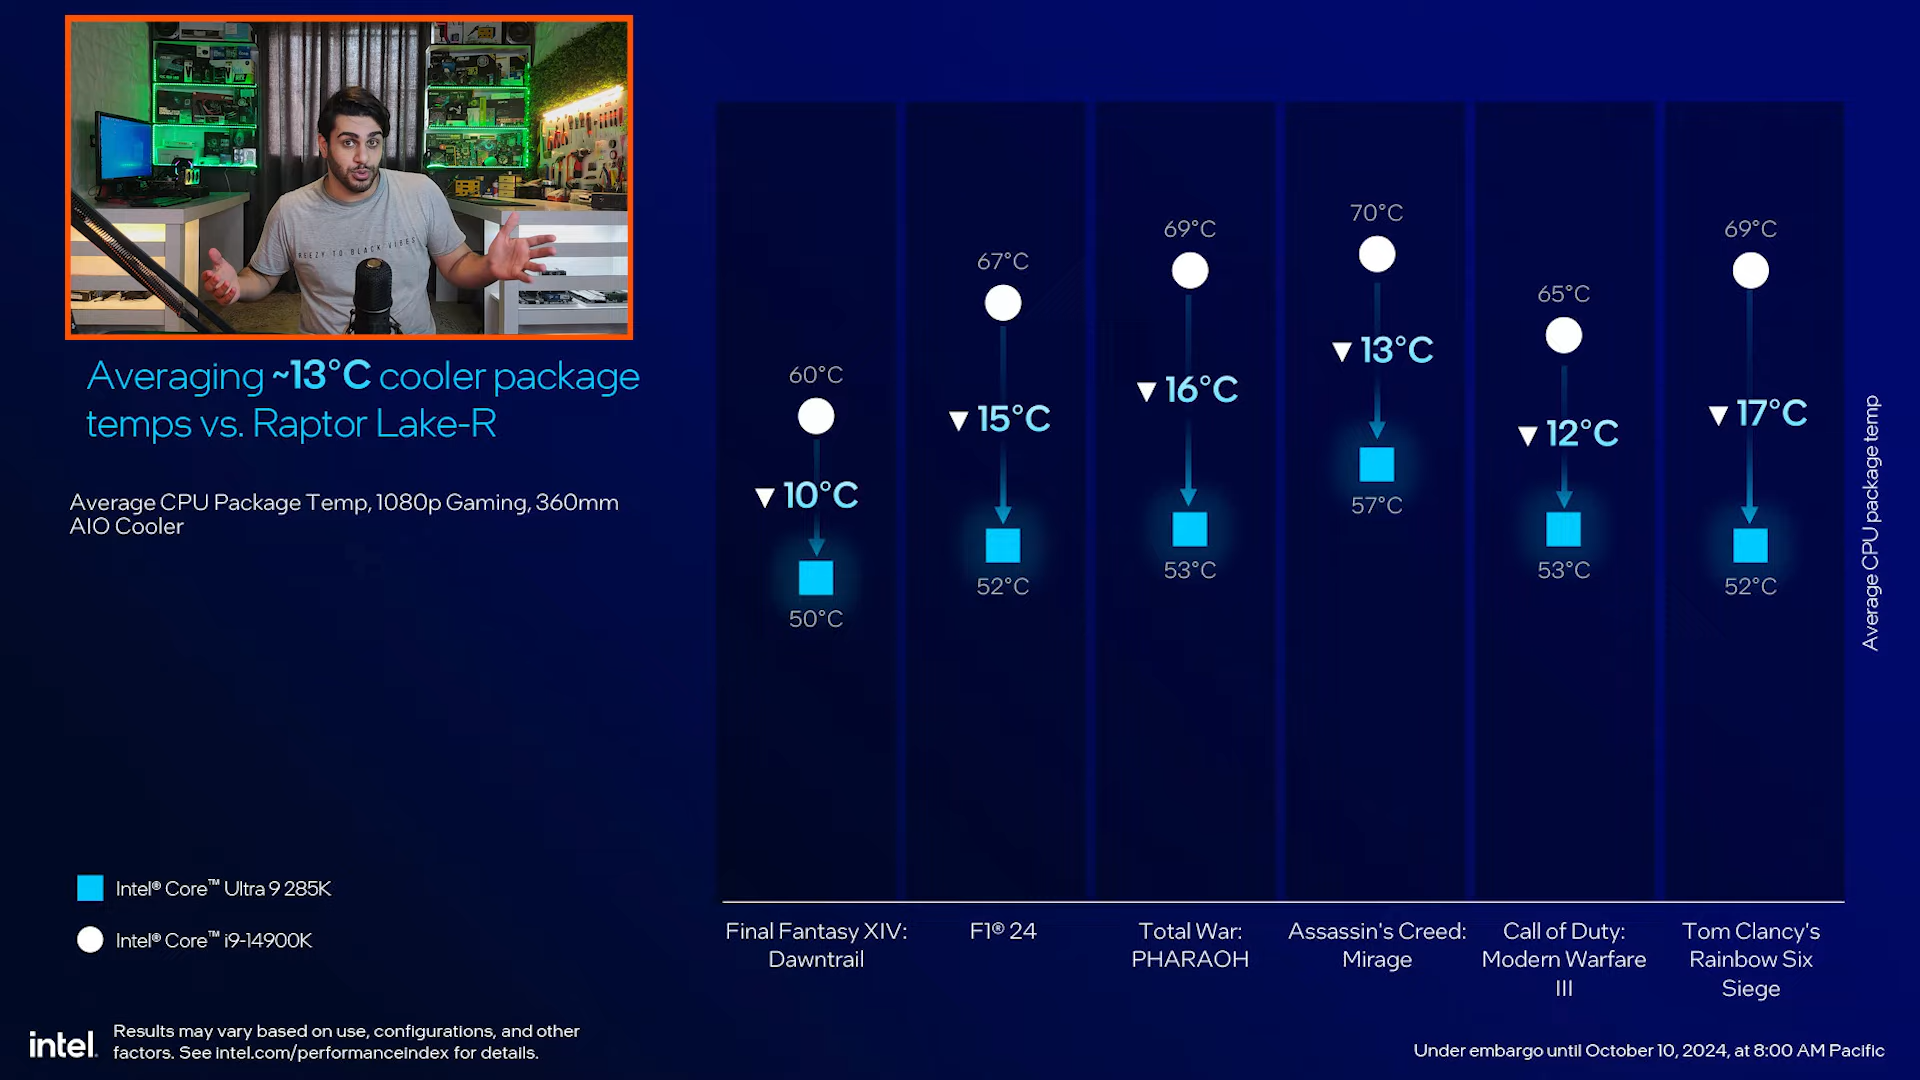 REEZY TO BLACK VIBES
Averaging ~13°C cooler package
temps vs. Raptor Lake-R
Average CPU Package Temp, 1080p Gaming, 360mm
AIO Cooler
Intel® Core™ Ultra 9 285K
Intel® Core™ i9-14900K
60°C
▼ 10°C
50°C
67°C
▼ 15°C
52°C
69°C
▼ 16°C
53°C
70°C
▼ 13°C
57°C
65°C
▼ 12°C
53°C
69°C
▼ 17°C
52°C
Average CPU package temp
Final Fantasy XIV:
Dawntrail
F1® 24
Total War:
PHARAOH
Assassin's Creed:
Mirage
Call of Duty:
Modern Warfare
III
Tom Clancy's
Rainbow Six
Siege
intel.
Results may vary based on use, configurations, and other
factors. See intel.com/performanceindex for details.
Under embargo until October 10, 2024, at 8:00 AM Pacific